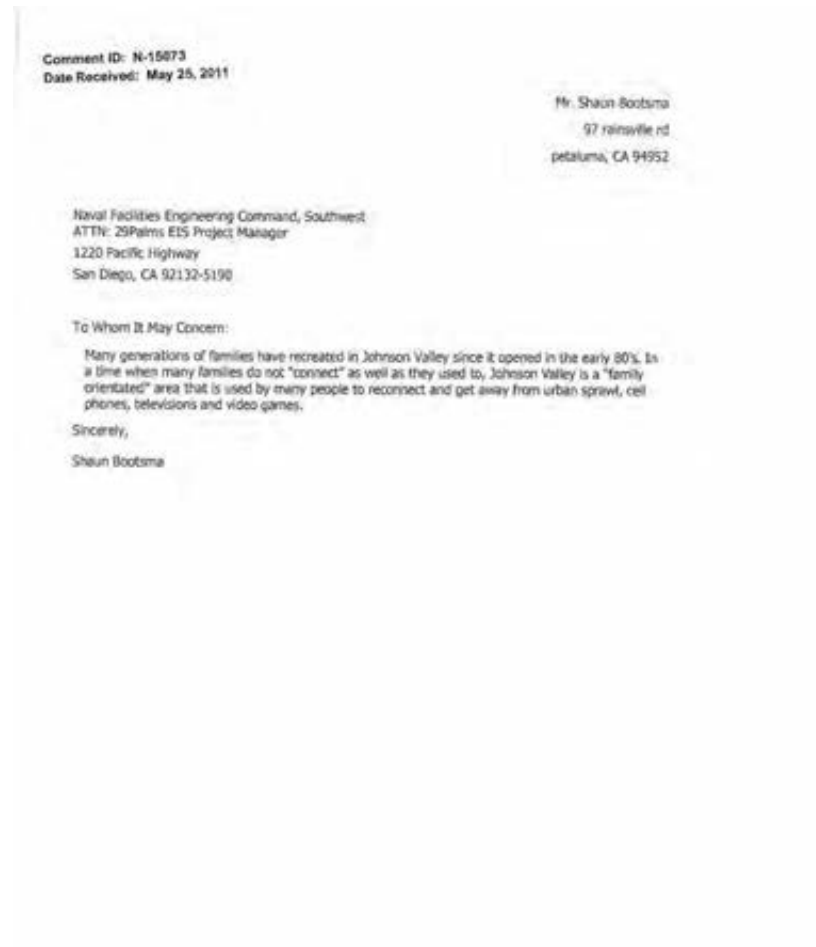 Comment ID: N-15073
Date Received: May 25, 2011
Mr. Shaun Bootsma
97 rainsville rd
petaluma, CA 94952
Naval Facilities Engineering Command, Southwest
ATTN: 29Palms EIS Project Manager
1220 Pacific Highway
San Diego, CA 92132-5190
To Whom It May Concern:
Many generations of families have recreated in Johnson Valley since it opened in the early 80's. In
a time when many families do not "connect" as well as they used to, Johnson Valley is a "family
orientated" area that is used by many people to reconnect and get away from urban sprawl, cell
phones, televisions and video games.
Sincerely,
Shaun Bootsma